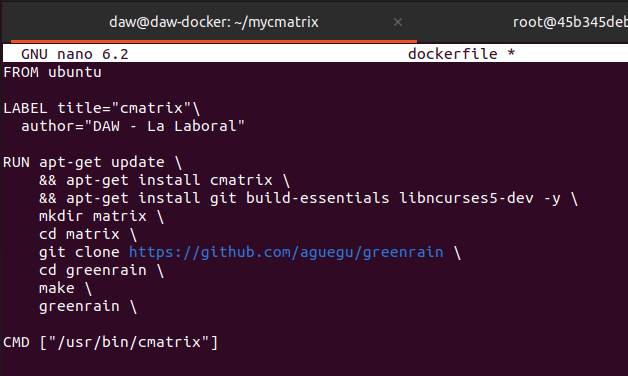 daw@daw-docker: ~/mycmatrix × root@45b345deb
GNU nano 6.2 dockerfile *
FROM ubuntu
LABEL title="cmatrix"\
author="DAW - La Laboral"
RUN apt-get update \
&& apt-get install cmatrix \
&& apt-get install git build-essentials libncurses5-dev -y \
mkdir matrix \
cd matrix \
git clone https://github.com/aguegu/greenrain \
cd greenrain \
make \
greenrain \
CMD ["/usr/bin/cmatrix"]